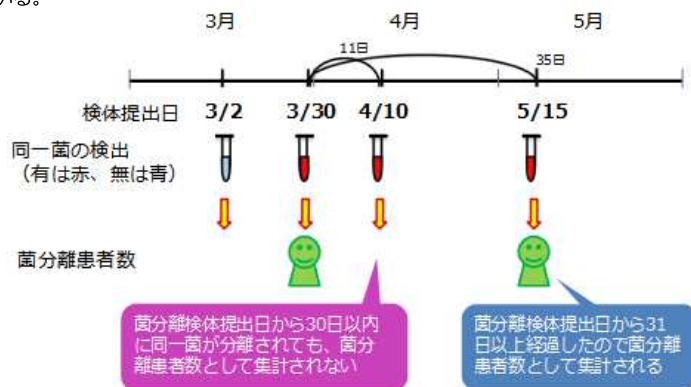 いる。
3月 4月 5月
11日 35日
検体提出日 3/2 3/30 4/10 5/15
同一菌の検出
（有は赤、無は青）
菌分離患者数
菌分離検体提出日から30日以内
に同一菌が分離されても、菌分
離患者数として集計されない
菌分離検体提出日から31
日以上経過したので菌分離
患者数として集計される